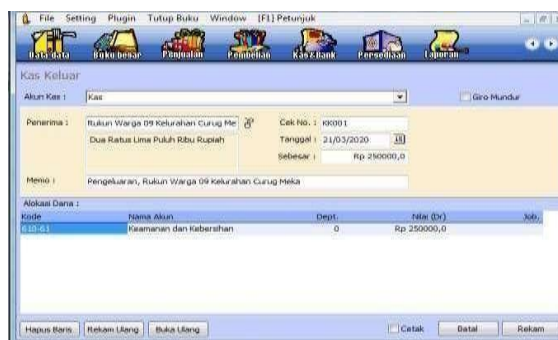 File Setting Plugin Tutup Buku Window [F1] Petunjuk
Data-data Buku besar Penjualan Pembelian Kas&Bank Persediaan Laporan
Kas Keluar
Akun Kas : Kas Giro Mundur
Penerima : Rukun Warga 09 Kelurahan Curug Me Cek No. : KK001
Dua Ratus Lima Puluh Ribu Rupiah Tanggal : 21/03/2020
Sebesar : Rp 250000,0
Memo : Pengeluaran, Rukun Warga 09 Kelurahan Curug Meka
Alokasi Dana :
Kode Nama Akun Dept. Nilai (Dr) Job.
610-61 Keamanan dan Kebersihan 0 Rp 250000,0
Hapus Baris Rekam Ulang Buka Ulang Cetak Batal Rekam